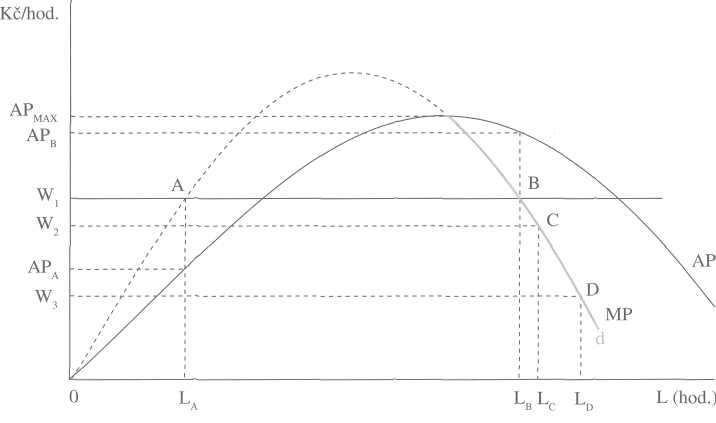 Kč/hod.
AP_MAX
AP_B
A
B
W_1
W_2
C
AP_A
AP
W_3
D
MP
d
0
L_A
L_B L_C L_D
L (hod.)